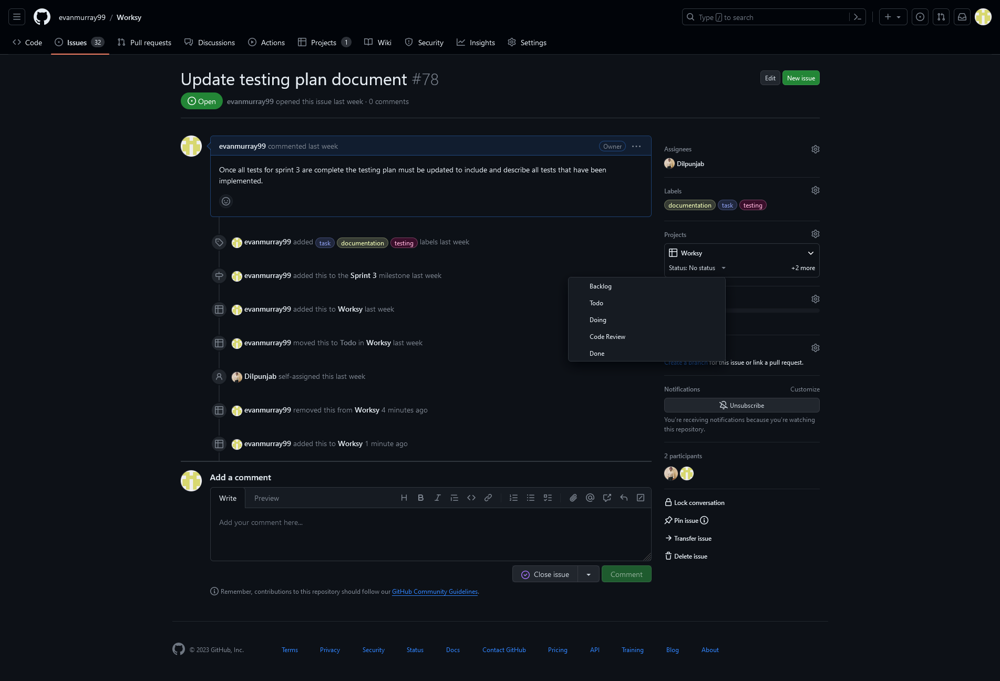 evanmurray99 / Worksy
Type / to search
Code
Issues 32
Pull requests
Discussions
Actions
Projects 1
Wiki
Security
Insights
Settings
Update testing plan document #78
Edit
New issue
Open
evanmurray99 opened this issue last week · 0 comments
evanmurray99 commented last week
Owner
Once all tests for sprint 3 are complete the testing plan must be updated to include and describe all tests that have been
implemented.
evanmurray99 added task documentation testing labels last week
evanmurray99 added this to the Sprint 3 milestone last week
evanmurray99 added this to Worksy last week
evanmurray99 moved this to Todo in Worksy last week
Dilpunjab self-assigned this last week
evanmurray99 removed this from Worksy 4 minutes ago
evanmurray99 added this to Worksy 1 minute ago
Add a comment
Write
Preview
Add your comment here...
Close issue
Comment
Remember, contributions to this repository should follow our GitHub Community Guidelines.
Assignees
Dilpunjab
Labels
documentation task testing
Projects
Worksy
Status: No status
+2 more
Backlog
Todo
Doing
Code Review
Done
Create a branch for this issue or link a pull request.
Notifications
Customize
Unsubscribe
You're receiving notifications because you're watching
this repository.
2 participants
Lock conversation
Pin issue
Transfer issue
Delete issue
© 2023 GitHub, Inc.
Terms
Privacy
Security
Status
Docs
Contact GitHub
Pricing
API
Training
Blog
About